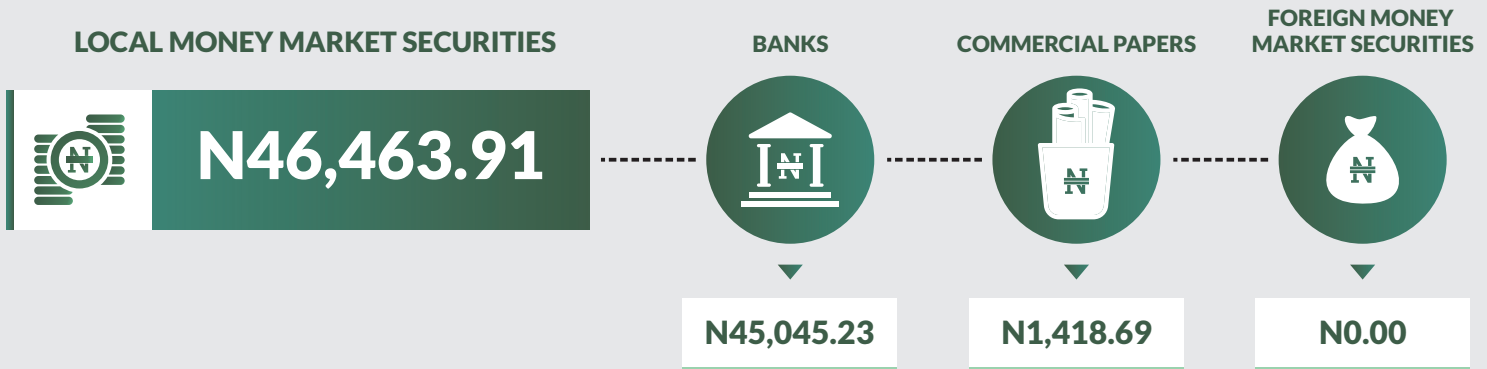 LOCAL MONEY MARKET SECURITIES
N46,463.91
BANKS
N45,045.23
COMMERCIAL PAPERS
N1,418.69
FOREIGN MONEY
MARKET SECURITIES
N0.00